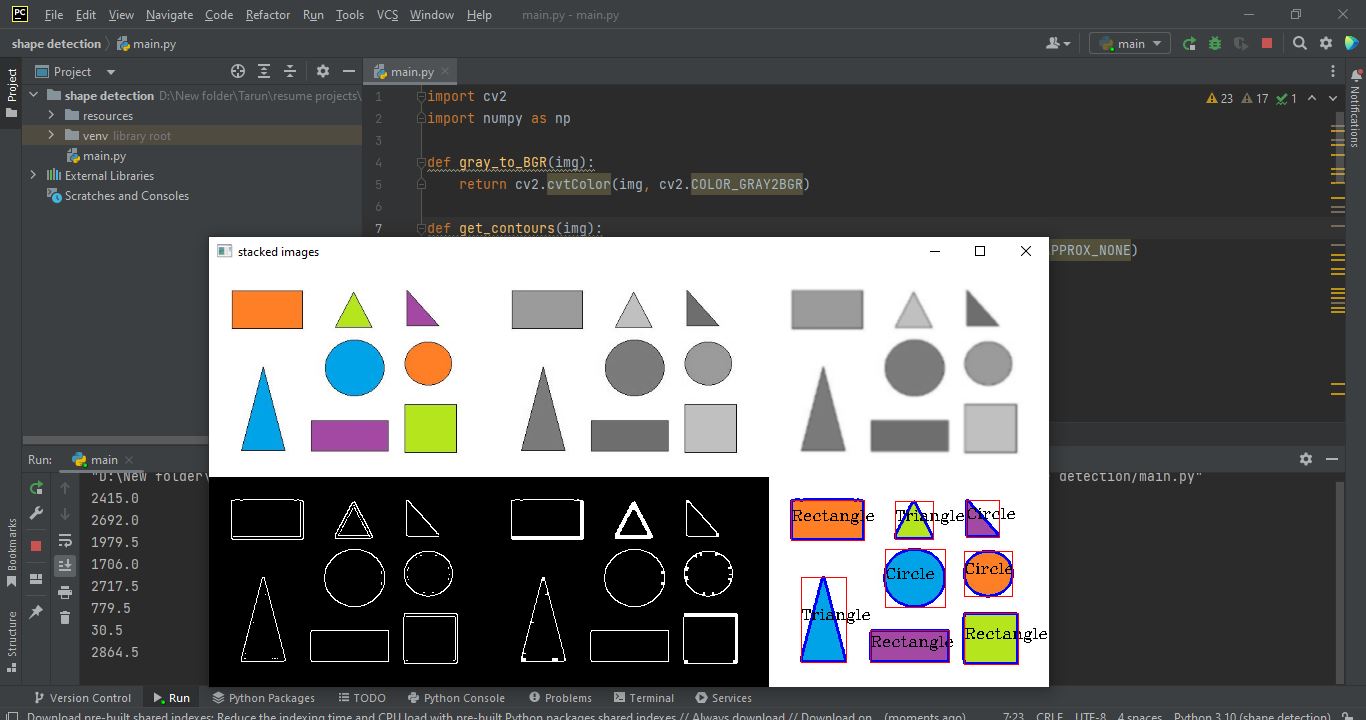 PC File Edit View Navigate Code Refactor Run Tools VCS Window Help main.py - main.py
shape detection main.py main
Project main.py
Project
Notifications
shape detection D:\New folder\Tarun\resume projects\
resources
venv library root
main.py
External Libraries
Scratches and Consoles
23 17 1
1 import cv2
2 import numpy as np
3
4 def gray_to_BGR(img):
5 return cv2.cvtColor(img, cv2.COLOR_GRAY2BGR)
6
7 def get_contours(img):
PPROX_NONE)
stacked images
Rectangle Triangle Circle
Circle Circle
Triangle
Rectangle Rectangle
Run: main
"D:\New folder\ detection/main.py"
2415.0
2692.0
1979.5
1706.0
2717.5
779.5
30.5
2864.5
Bookmarks
Structure
Version Control Run Python Packages TODO Python Console Problems Terminal Services
Download pre-built shared indexes: Reduce the indexing time and CPU load with pre-built Python packages shared indexes // Always download // Download on... (moments ago) 7:23 CRLF UTF-8 4 spaces Python 3.10 (shape detection)